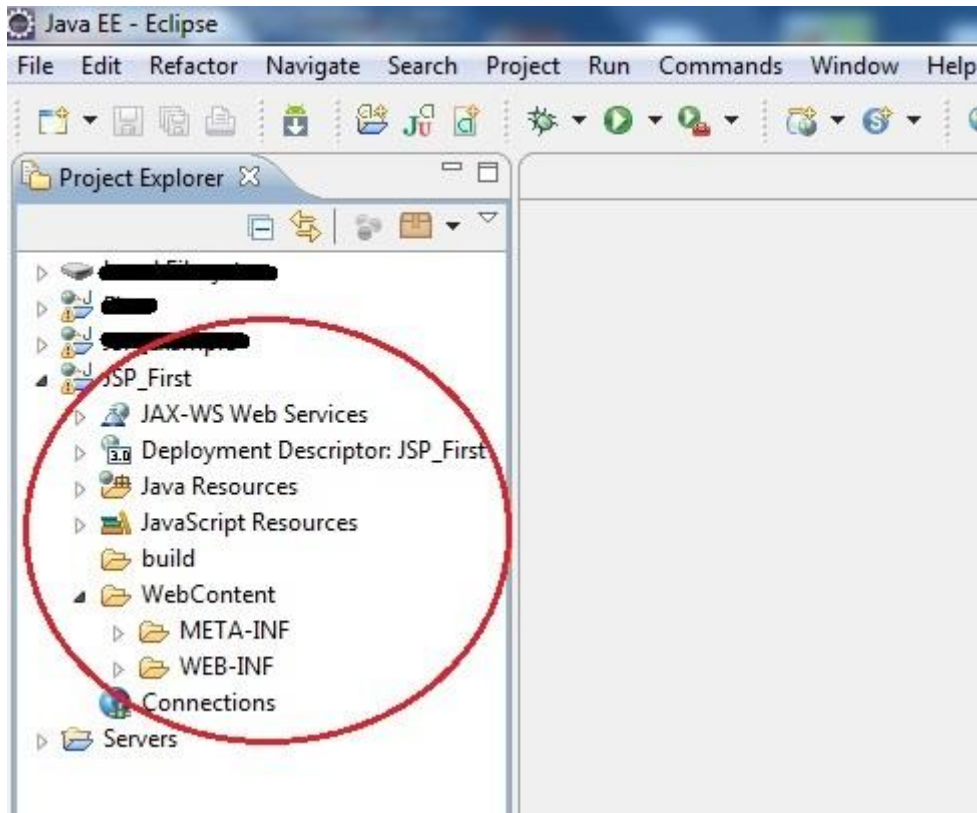 Java EE - Eclipse
File Edit Refactor Navigate Search Project Run Commands Window Help
Project Explorer
JSP_First
JAX-WS Web Services
Deployment Descriptor: JSP_First
Java Resources
JavaScript Resources
build
WebContent
META-INF
WEB-INF
Connections
Servers